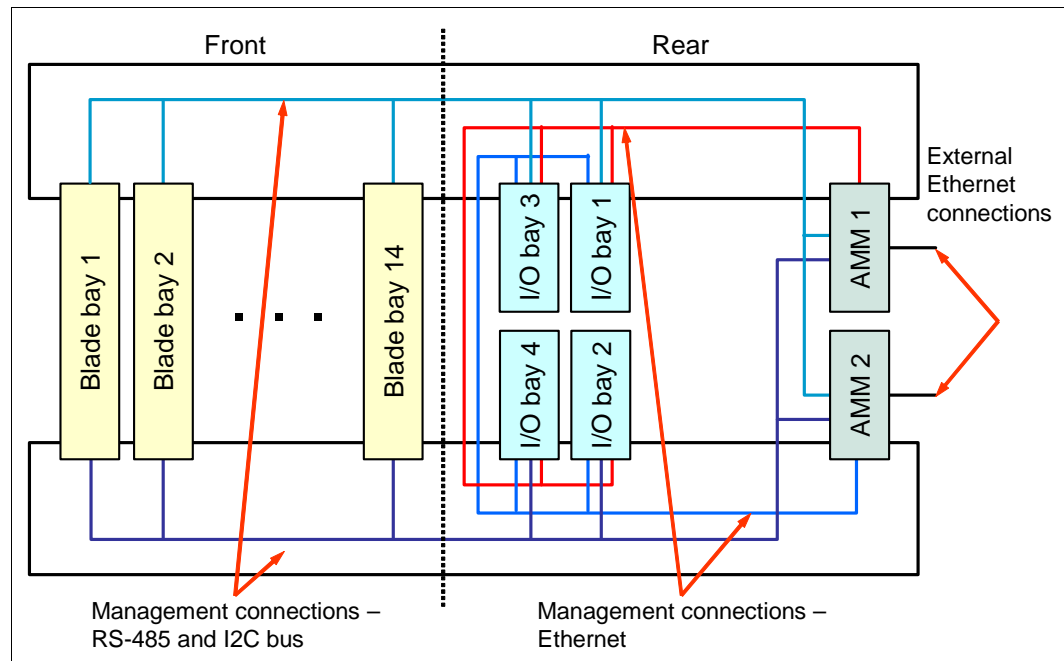 Front
Rear
External
Ethernet
connections
Blade bay 1
Blade bay 2
. . .
Blade bay 14
I/O bay 3
I/O bay 1
AMM 1
I/O bay 4
I/O bay 2
AMM 2
Management connections –
RS-485 and I2C bus
Management connections –
Ethernet